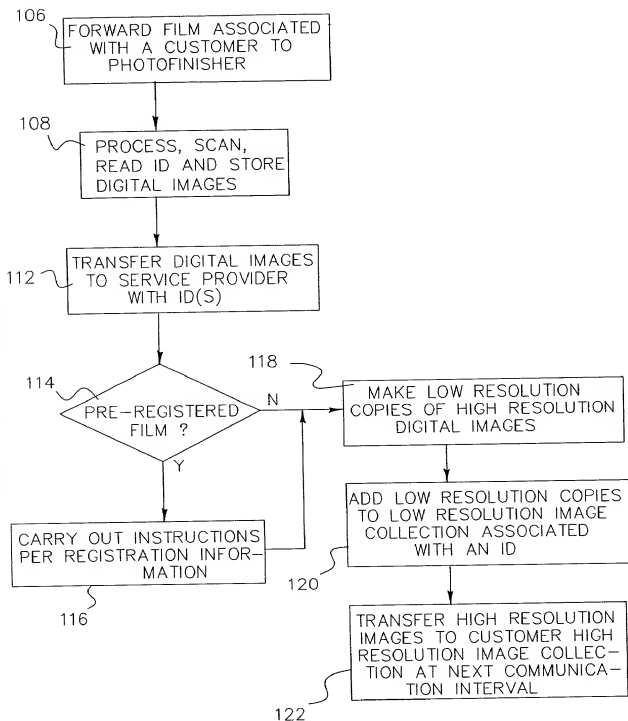 106
FORWARD FILM ASSOCIATED
WITH A CUSTOMER TO
PHOTOFINISHER
108
PROCESS, SCAN,
READ ID AND STORE
DIGITAL IMAGES
112
TRANSFER DIGITAL IMAGES
TO SERVICE PROVIDER
WITH ID(S)
114
PRE-REGISTERED
FILM ?
N
Y
CARRY OUT INSTRUCTIONS
PER REGISTRATION INFOR-
MATION
116
118
MAKE LOW RESOLUTION
COPIES OF HIGH RESOLUTION
DIGITAL IMAGES
ADD LOW RESOLUTION COPIES
TO LOW RESOLUTION IMAGE
COLLECTION ASSOCIATED
WITH AN ID
120
TRANSFER HIGH RESOLUTION
IMAGES TO CUSTOMER HIGH
RESOLUTION IMAGE COLLEC-
TION AT NEXT COMMUNICA-
TION INTERVAL
122